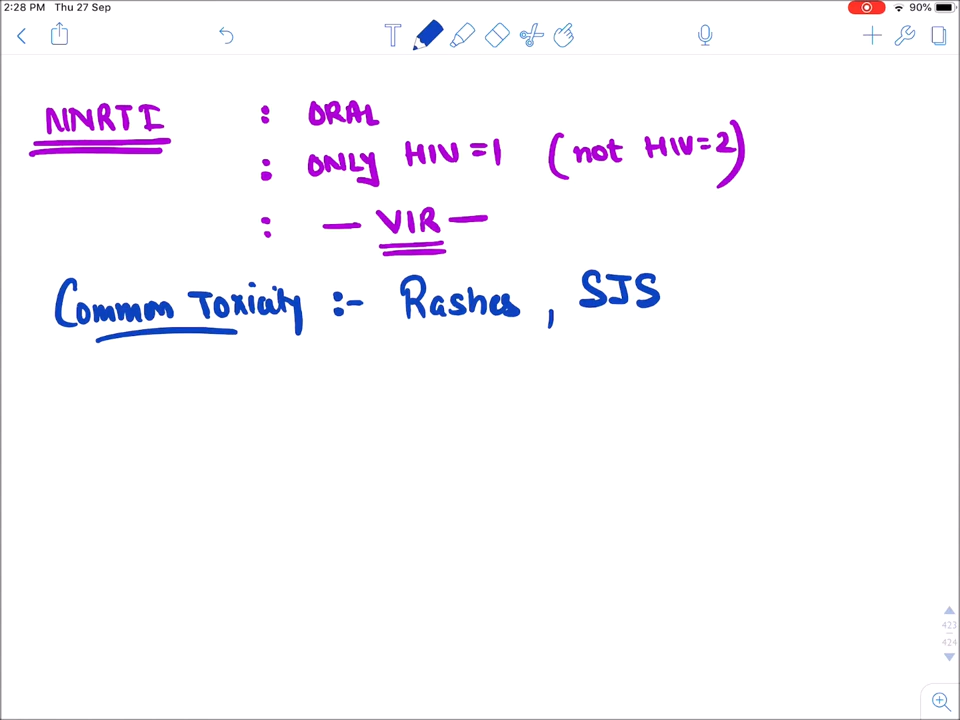 2:28 PM Thu 27 Sep 90%
T
NNRTI : ORAL
: ONLY HIV=1 (not HIV=2)
: — VIR —
Common Toxicity :- Rashes, SJS
423
424